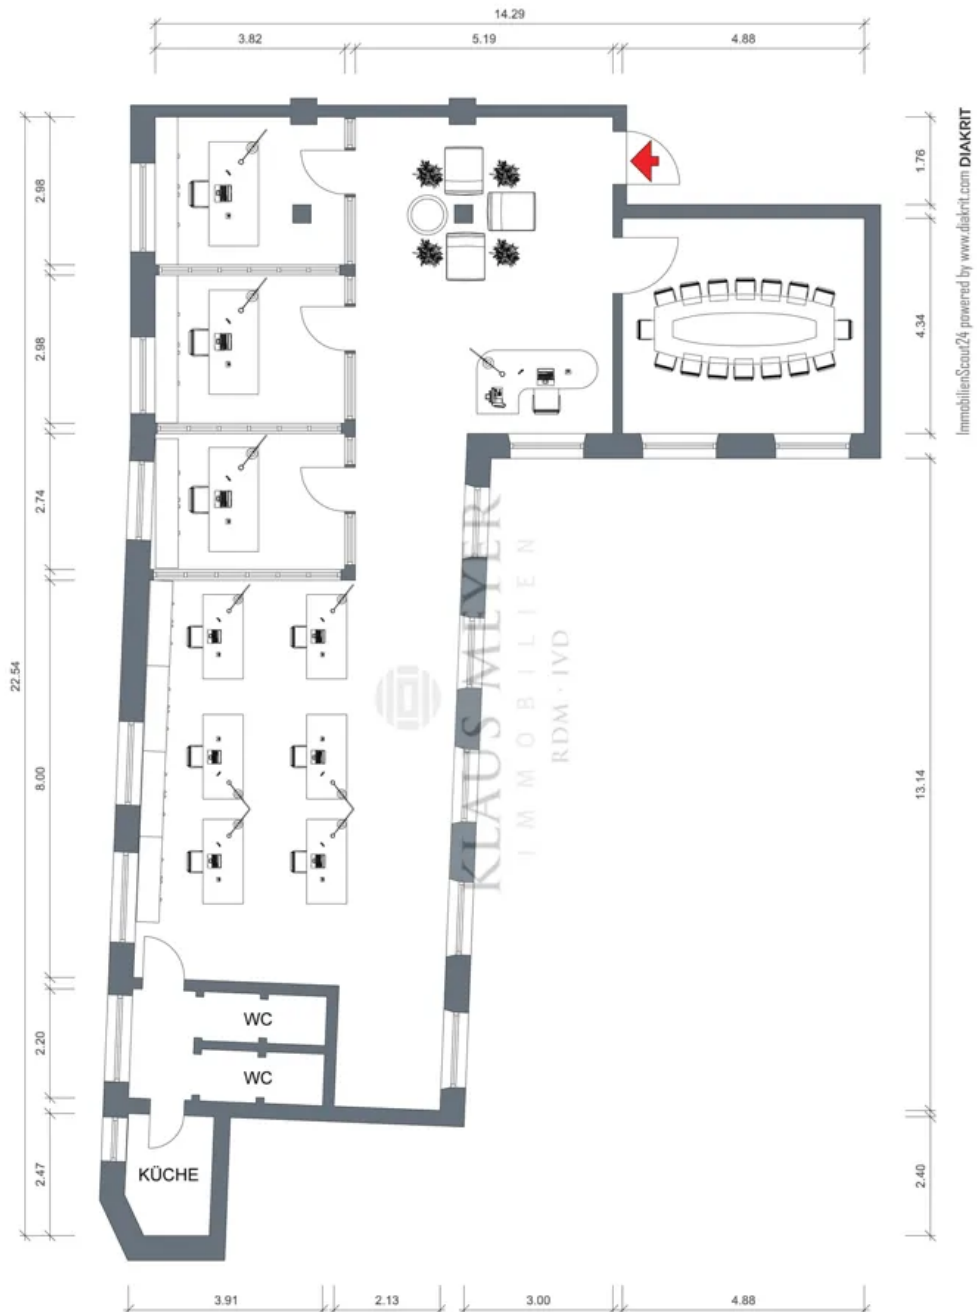 14.29
3.82
5.19
4.88
2.98
2.98
2.74
22.54
8.00
2.20
2.47
1.76
4.34
13.14
2.40
ImmobilienScout24 powered by www.diakrit.com DIAKRIT
KLAUS MEYER
IMMOBILIEN
RDM · IVD
WC
WC
KÜCHE
3.91
2.13
3.00
4.88